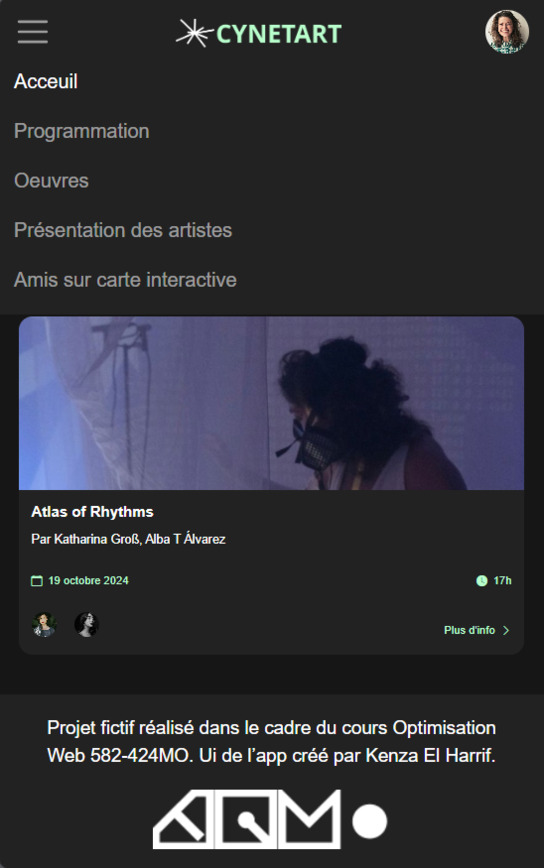 CYNETART
Acceuil
Programmation
Oeuvres
Présentation des artistes
Amis sur carte interactive
Atlas of Rhythms
Par Katharina Groß, Alba T Álvarez
19 octobre 2024
17h
Plus d'info
Projet fictif réalisé dans le cadre du cours Optimisation
Web 582-424MO. Ui de l’app créé par Kenza El Harrif.